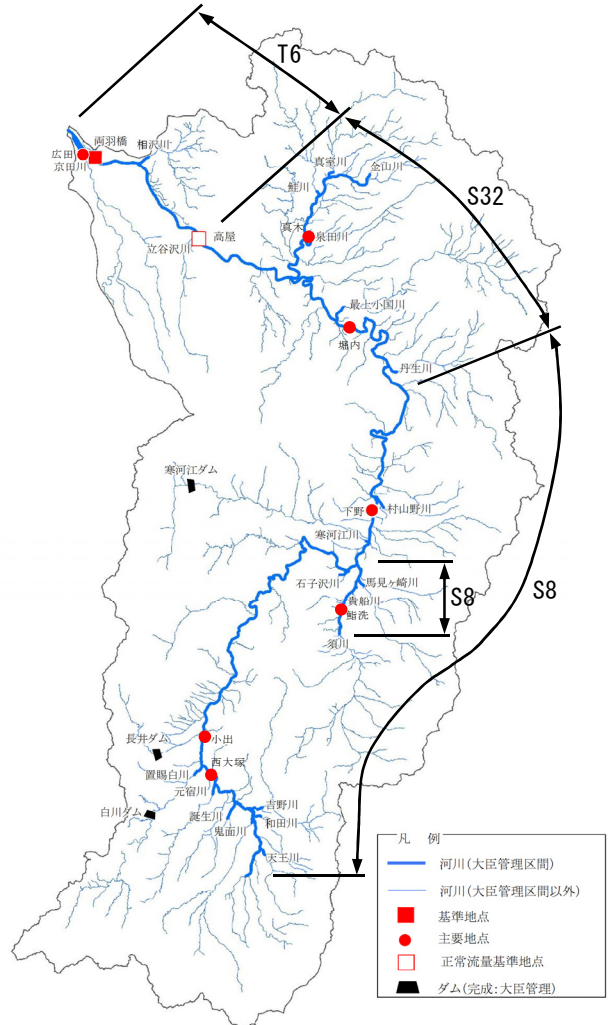 T6
S32
両羽橋
相沢川
広田
京田川
真室川
金山川
鮭川
真木
泉田川
高屋
立谷沢川
最上小国川
堀内
丹生川
寒河江ダム
下野
村山野川
寒河江川
石子沢川
馬見ヶ崎川
貴船川
鮨洗
須川
S8
S8
長井ダム
小出
西大塚
置賜白川
元宿川
白川ダム
誕生川
吉野川
和田川
鬼面川
天王川
凡 例
河川(大臣管理区間)
河川(大臣管理区間以外)
基準地点
主要地点
正常流量基準地点
ダム(完成:大臣管理)